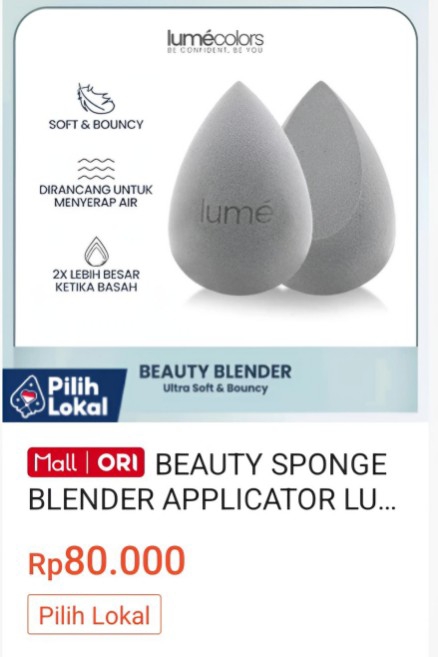 lumécolors
BE CONFIDENT, BE YOU
SOFT & BOUNCY
DIRANCANG UNTUK
MENYERAP AIR
2X LEBIH BESAR
KETIKA BASAH
lumé
BEAUTY BLENDER
Ultra Soft & Bouncy
Pilih
Lokal
Mall | ORI BEAUTY SPONGE
BLENDER APPLICATOR LU...
Rp80.000
Pilih Lokal